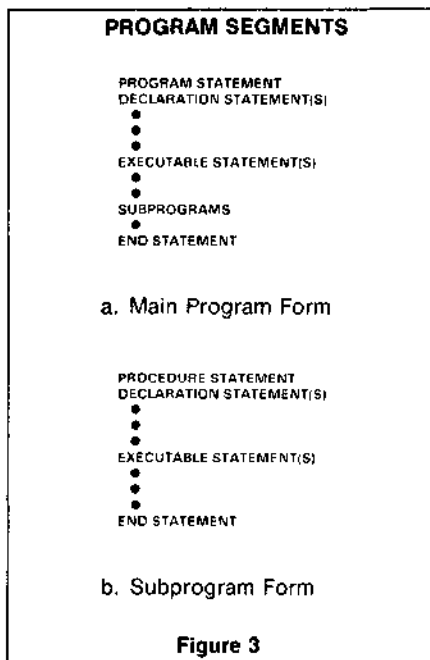 PROGRAM SEGMENTS
PROGRAM STATEMENT
DECLARATION STATEMENT(S)
●
●
●
EXECUTABLE STATEMENT(S)
●
●
SUBPROGRAMS
●
END STATEMENT
a. Main Program Form
PROCEDURE STATEMENT
DECLARATION STATEMENT(S)
●
●
●
EXECUTABLE STATEMENT(S)
●
●
●
END STATEMENT
b. Subprogram Form
Figure 3